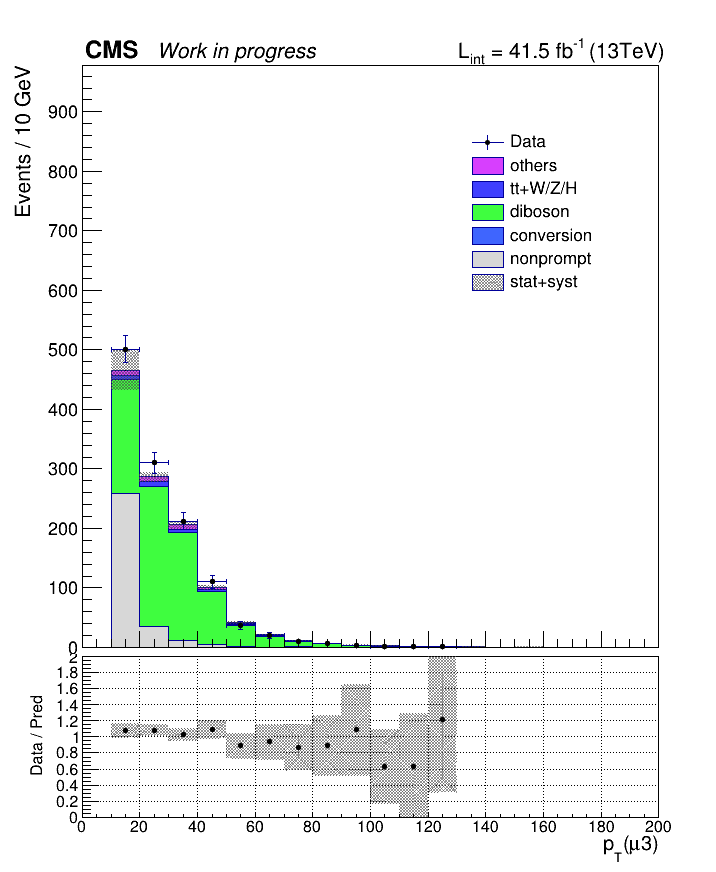 CMS Work in progress L_int = 41.5 fb^-1 (13TeV)
Events / 10 GeV
900
800
700
600
500
400
300
200
100
0
Data
others
tt+W/Z/H
diboson
conversion
nonprompt
stat+syst
Data / Pred
2
1.8
1.6
1.4
1.2
1
0.8
0.6
0.4
0.2
0
0 20 40 60 80 100 120 140 160 180 200
p_T(μ3)